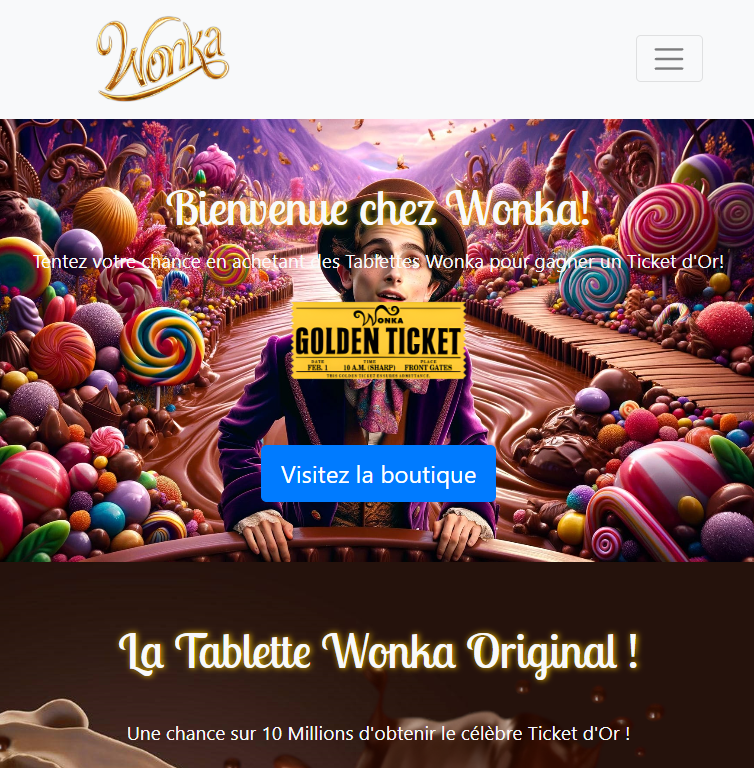 Wonka
Bienvenue chez Wonka!
Tentez votre chance en achetant des Tablettes Wonka pour gagner un Ticket d'Or!
WONKA
GOLDEN TICKET
DATE TIME PLACE
FEB. 1 10 A.M. (SHARP) FRONT GATES
THIS GOLDEN TICKET ENSURES ADMITTANCE.
Visitez la boutique
La Tablette Wonka Original !
Une chance sur 10 Millions d'obtenir le célèbre Ticket d'Or !